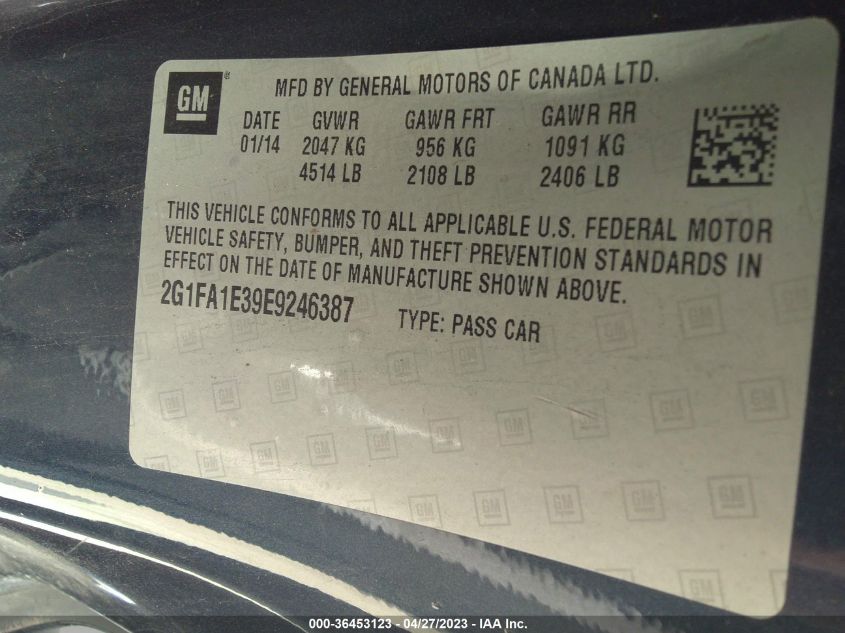 GM ®
MFD BY GENERAL MOTORS OF CANADA LTD.
DATE GVWR GAWR FRT GAWR RR
01/14 2047 KG 956 KG 1091 KG
4514 LB 2108 LB 2406 LB
THIS VEHICLE CONFORMS TO ALL APPLICABLE U.S. FEDERAL MOTOR
VEHICLE SAFETY, BUMPER, AND THEFT PREVENTION STANDARDS IN
EFFECT ON THE DATE OF MANUFACTURE SHOWN ABOVE.
2G1FA1E39E9246387 TYPE: PASS CAR
000-36453123 - 04/27/2023 - IAA Inc.